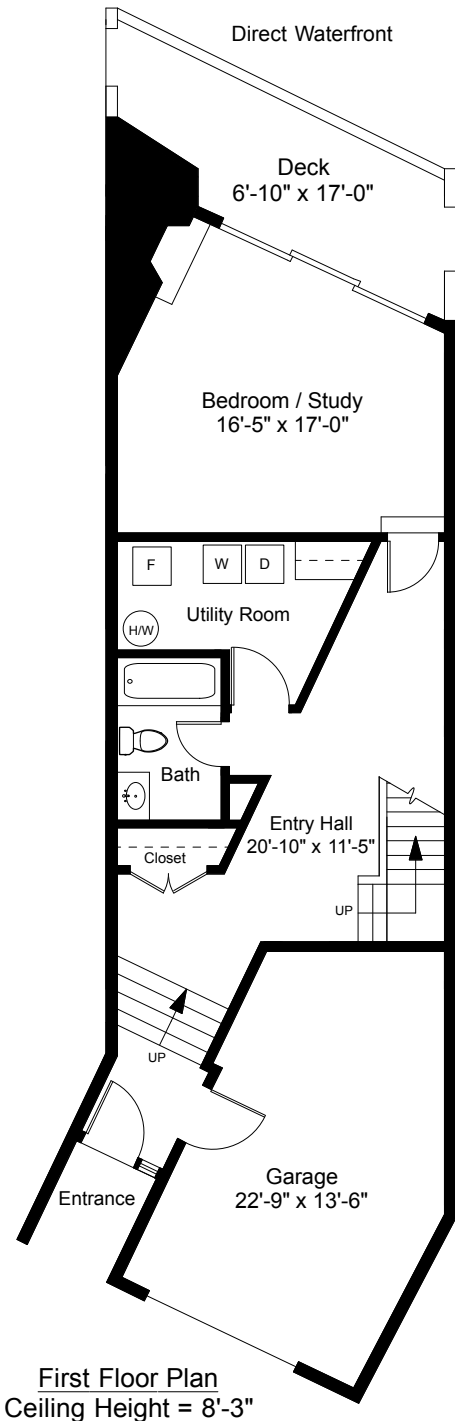 Direct Waterfront
Deck
6'-10" x 17'-0"
Bedroom / Study
16'-5" x 17'-0"
F
W
D
H/W
Utility Room
Bath
Closet
Entry Hall
20'-10" x 11'-5"
UP
UP
Entrance
Garage
22'-9" x 13'-6"
First Floor Plan
Ceiling Height = 8'-3"